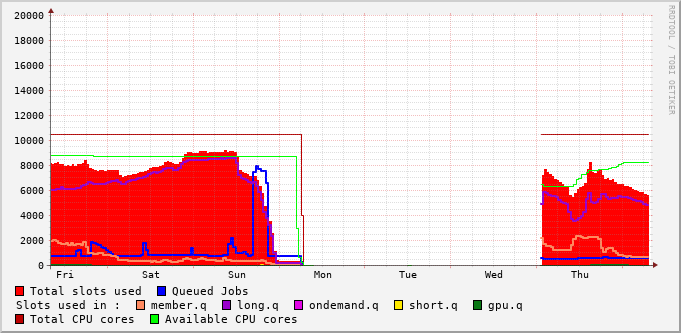 RRDTOOL / TOBI OETIKER
20000
18000
16000
14000
12000
10000
8000
6000
4000
2000
0
Fri Sat Sun Mon Tue Wed Thu
Total slots used Queued Jobs
Slots used in : member.q long.q ondemand.q short.q gpu.q
Total CPU cores Available CPU cores